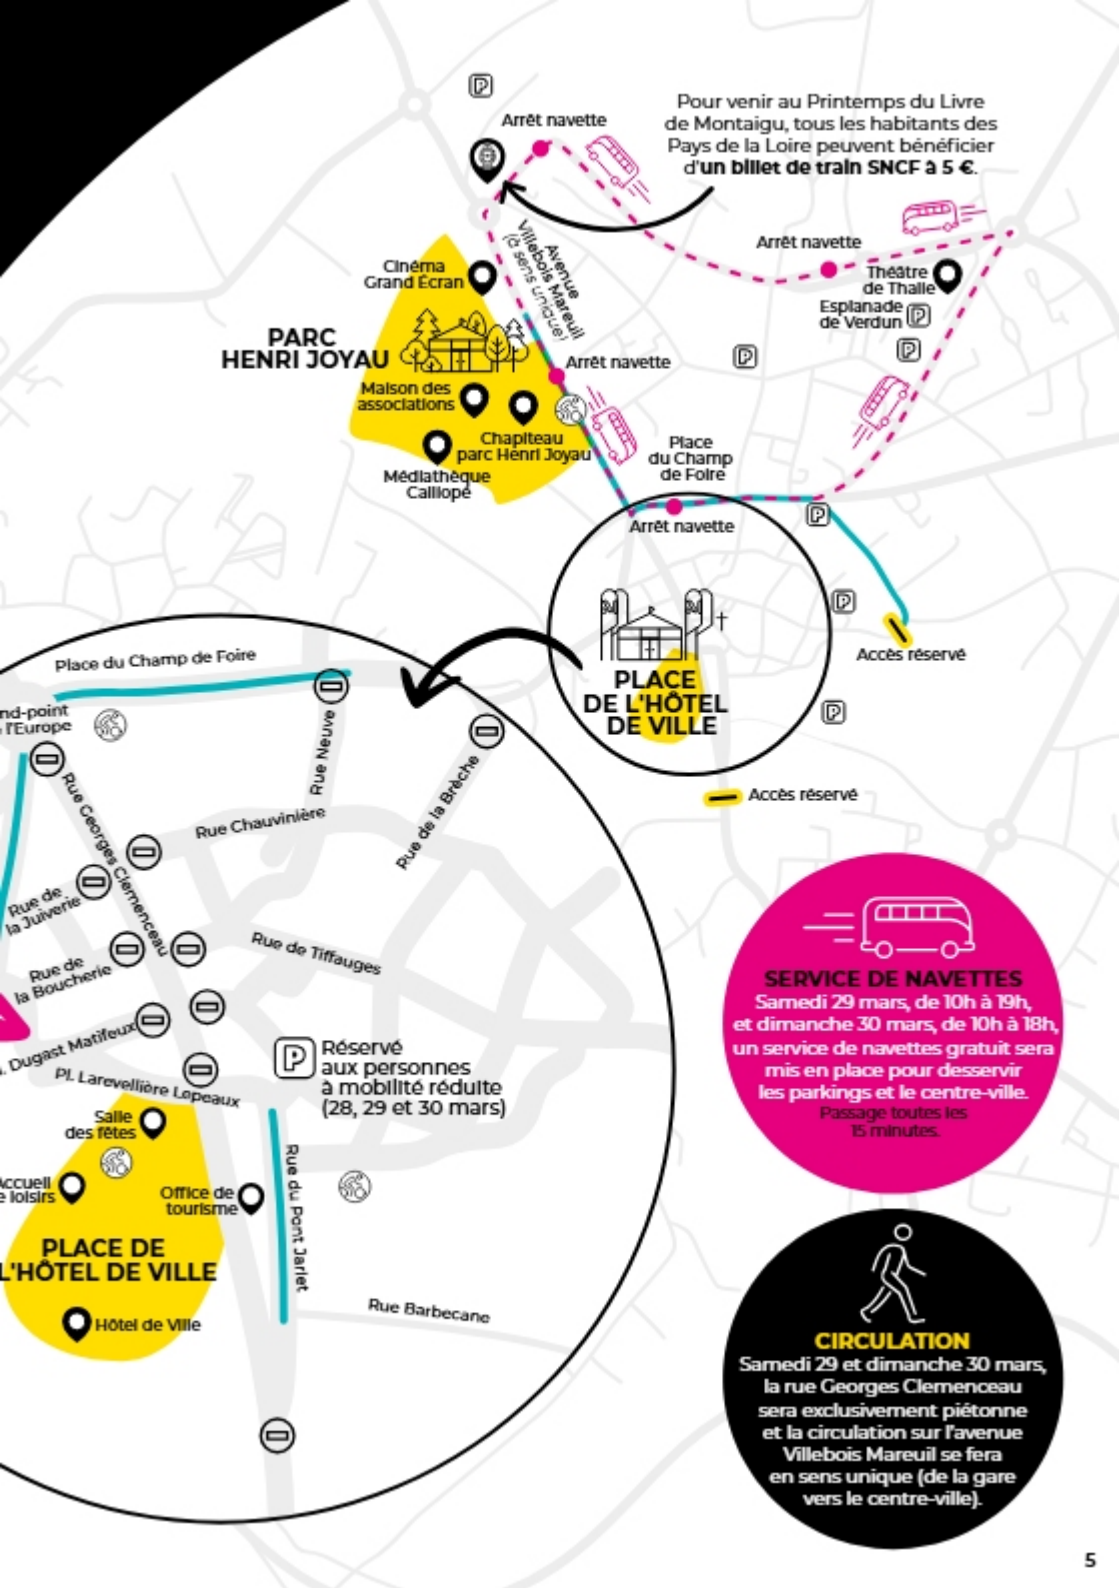 Pour venir au Printemps du Livre
de Montaigu, tous les habitants des
Pays de la Loire peuvent bénéficier
d'un billet de train SNCF à 5 €.
P
Arrêt navette
Avenue
Villebois Mareuil
(à sens unique)
Arrêt navette
Théâtre
de Thalie
Esplanade
de Verdun
P
P
P
Cinéma
Grand Écran
PARC
HENRI JOYAU
Maison des
associations
Chapiteau
parc Henri Joyau
Médiathèque
Calliope
Arrêt navette
Place
du Champ
de Foire
Arrêt navette
P
P
Accès réservé
PLACE
DE L'HÔTEL
DE VILLE
P
Accès réservé
Place du Champ de Foire
nd-point
l'Europe
Rue Neuve
Rue de la Brèche
Rue Georges Clemenceau
Rue Chauvinière
Rue de
la Juiverie
Rue de
la Boucherie
Rue de Tiffauges
. Dugast Matifeux
Pl. Larevellière Lepeaux
P
Réservé
aux personnes
à mobilité réduite
(28, 29 et 30 mars)
Salle
des fêtes
Accueil
e loisirs
Office de
tourisme
Rue du Pont Jarlet
PLACE DE
L'HÔTEL DE VILLE
Hôtel de Ville
Rue Barbecane
SERVICE DE NAVETTES
Samedi 29 mars, de 10h à 19h,
et dimanche 30 mars, de 10h à 18h,
un service de navettes gratuit sera
mis en place pour desservir
les parkings et le centre-ville.
Passage toutes les
15 minutes.
CIRCULATION
Samedi 29 et dimanche 30 mars,
la rue Georges Clemenceau
sera exclusivement piétonne
et la circulation sur l'avenue
Villebois Mareuil se fera
en sens unique (de la gare
vers le centre-ville).
5